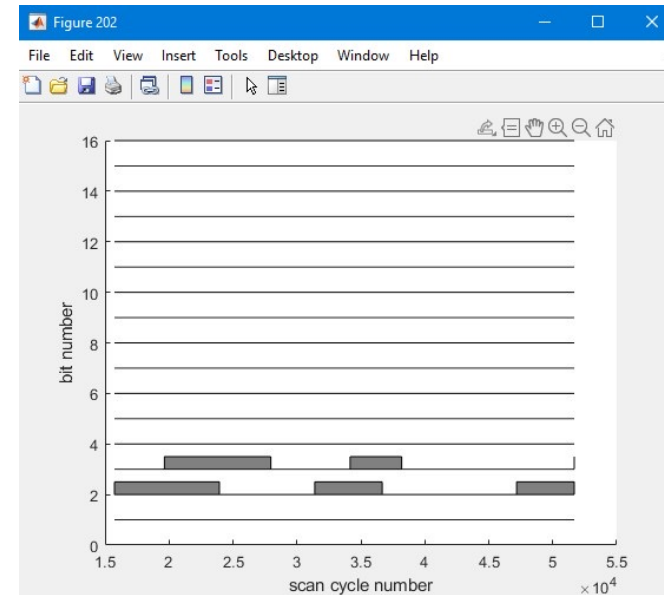 Figure 202
File Edit View Insert Tools Desktop Window Help
16
14
12
10
8
6
4
2
0
bit number
1.5 2 2.5 3 3.5 4 4.5 5 5.5
scan cycle number
×10⁴